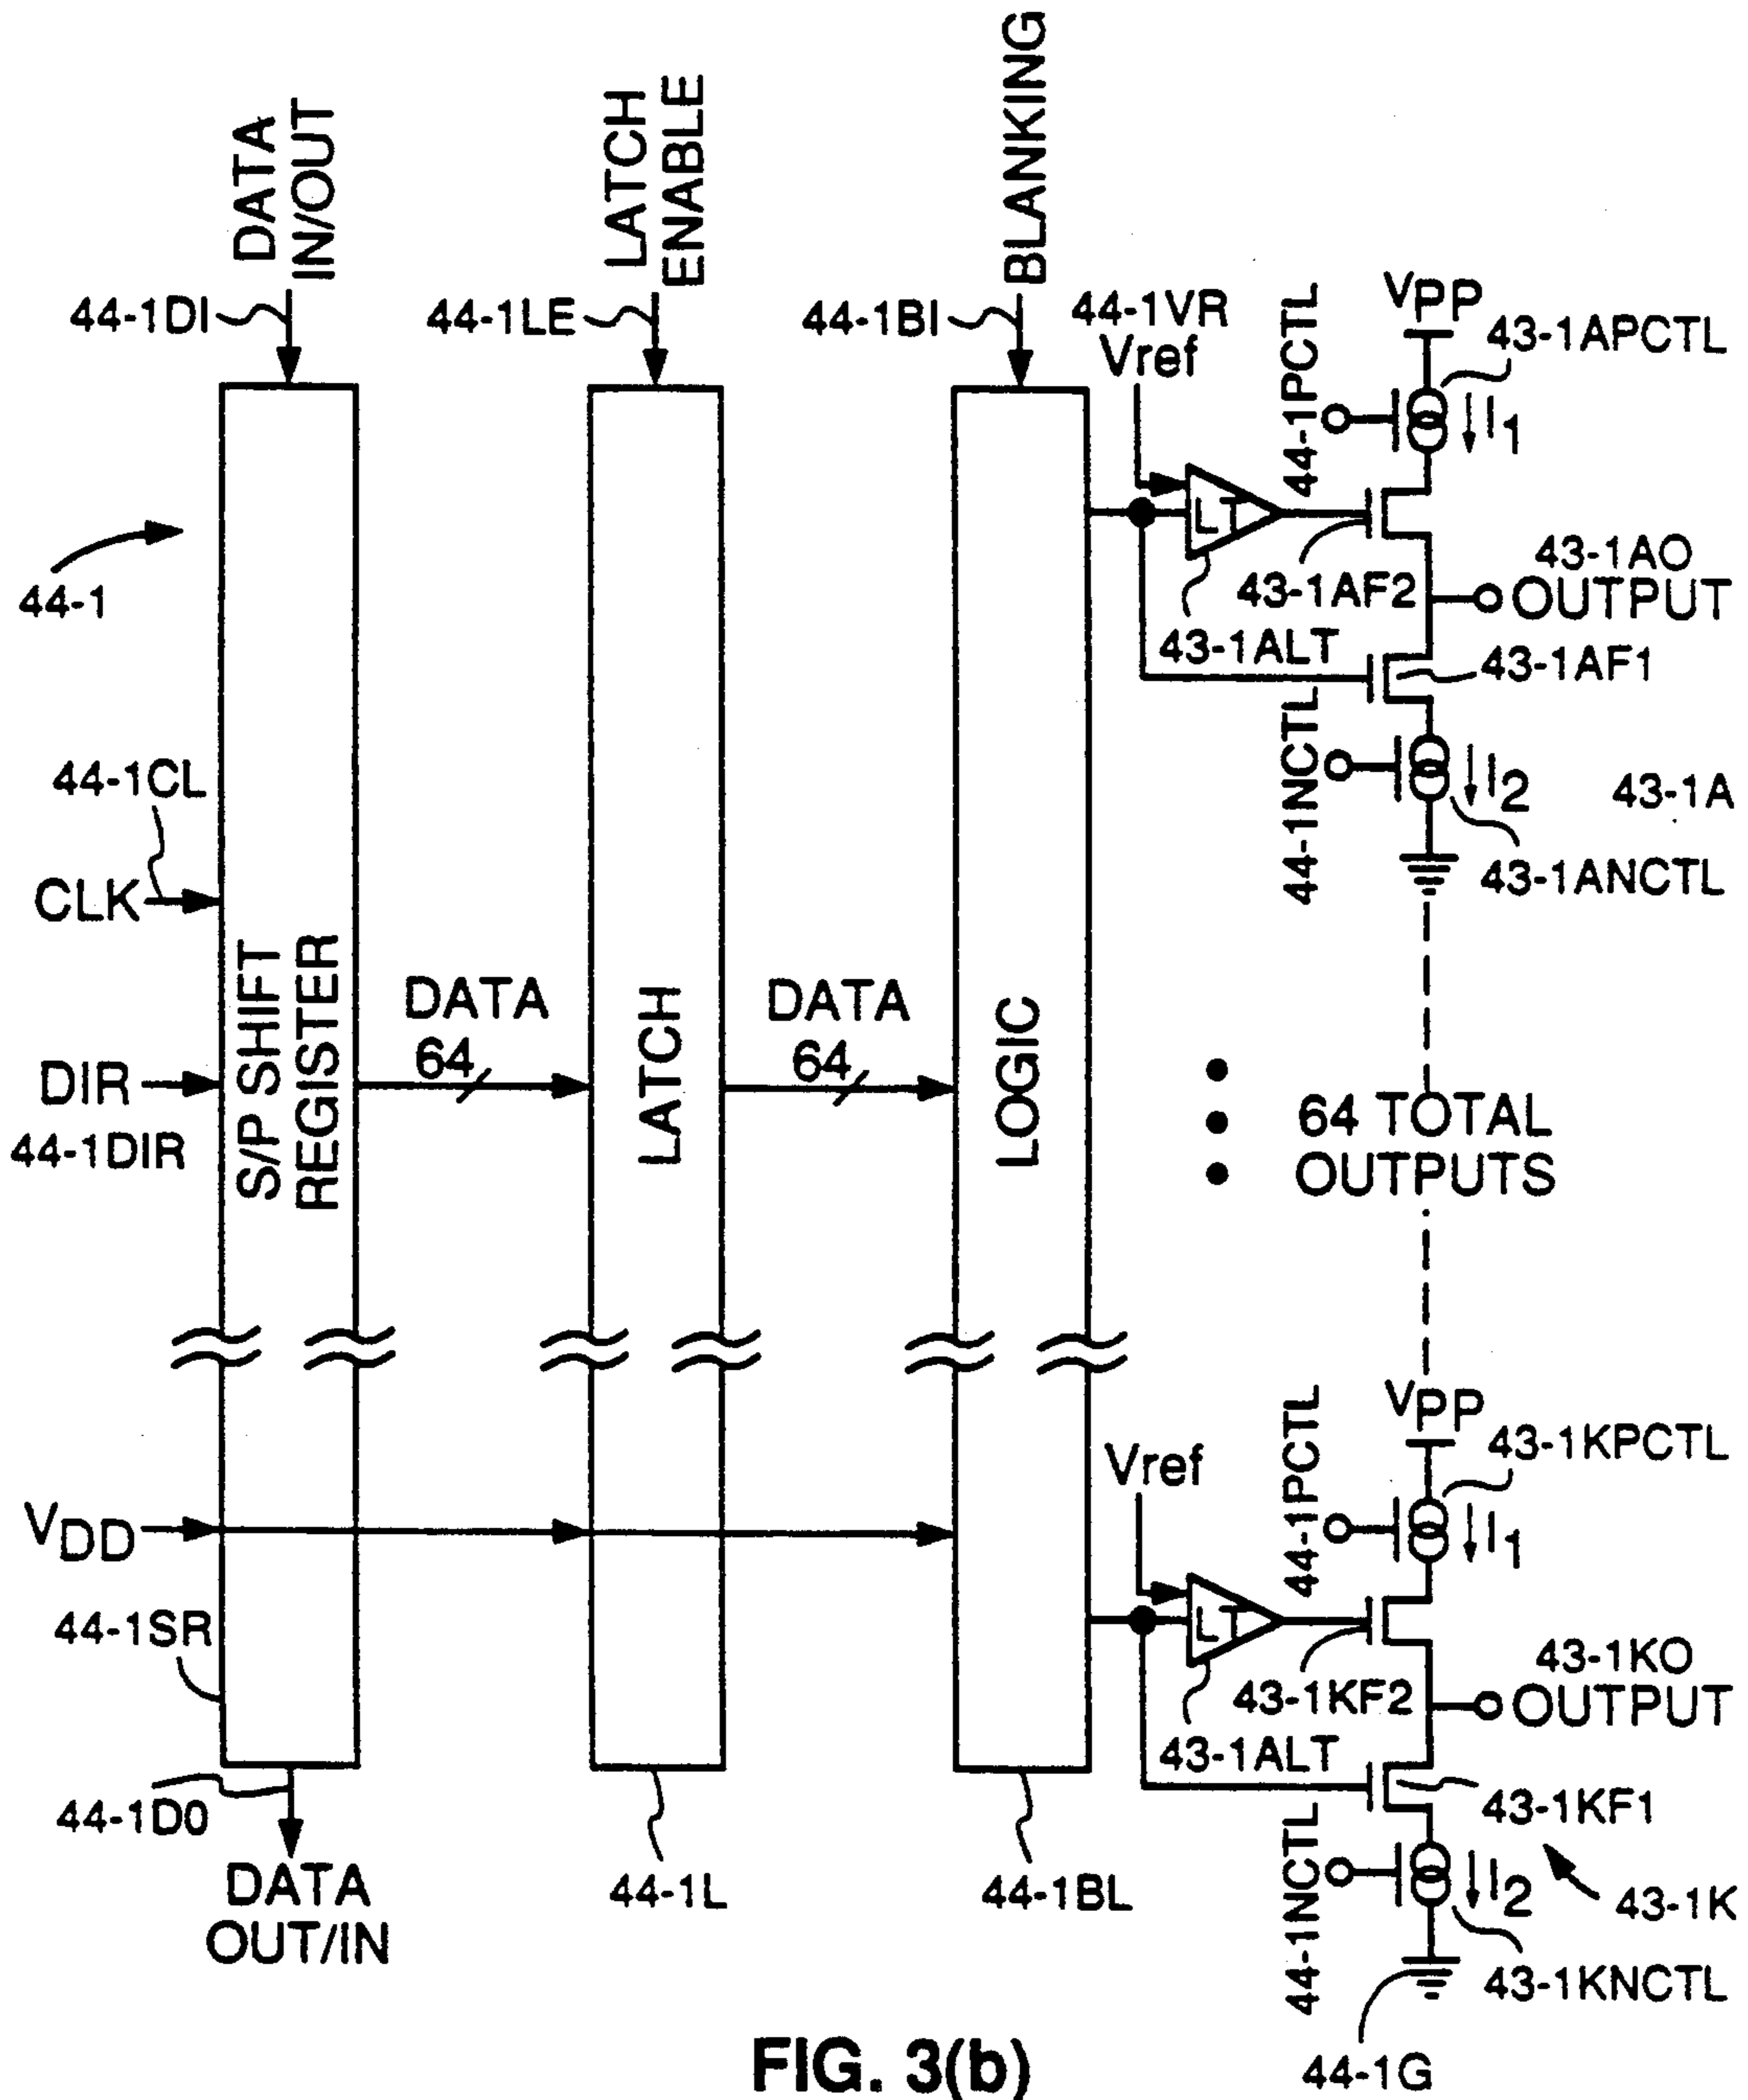 DATA
IN/OUT
LATCH
ENABLE
BLANKING
44-1DI
44-1LE
44-1BI
44-1VR
Vref
44-1PCTL
VPP
43-1APCTL
I1
LT
44-1
43-1AF2
43-1AO
OUTPUT
43-1ALT
43-1AF1
44-1NCTL
I2
43-1A
43-1ANCTL
44-1CL
CLK
S/P SHIFT
REGISTER
DATA
64
LATCH
DATA
64
LOGIC
DIR
44-1DIR
64 TOTAL
OUTPUTS
VDD
44-1SR
Vref
44-1PCTL
VPP
43-1KPCTL
I1
LT
43-1KF2
43-1KO
OUTPUT
43-1ALT
43-1KF1
44-1NCTL
I2
43-1K
43-1KNCTL
44-1D0
DATA
OUT/IN
44-1L
44-1BL
44-1G
FIG. 3(b)